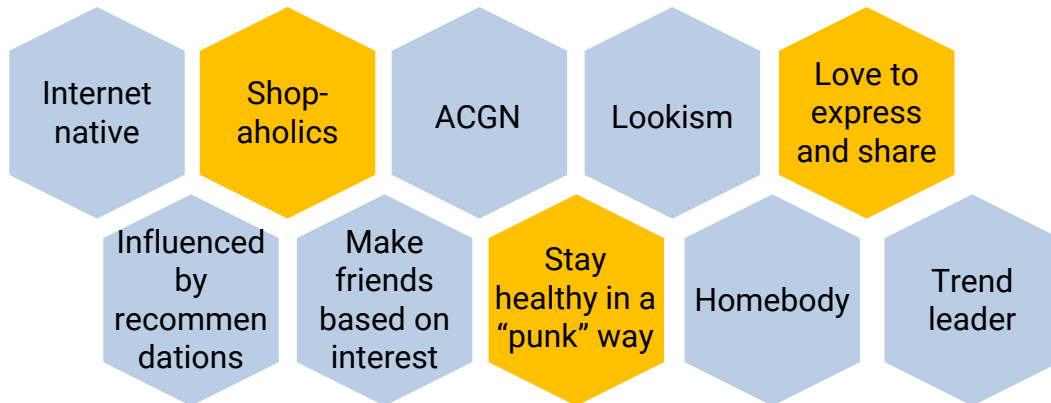 Internet
native
Shop-
aholics
ACGN
Lookism
Love to
express
and share
Influenced
by
recommen
dations
Make
friends
based on
interest
Stay
healthy in a
“punk” way
Homebody
Trend
leader